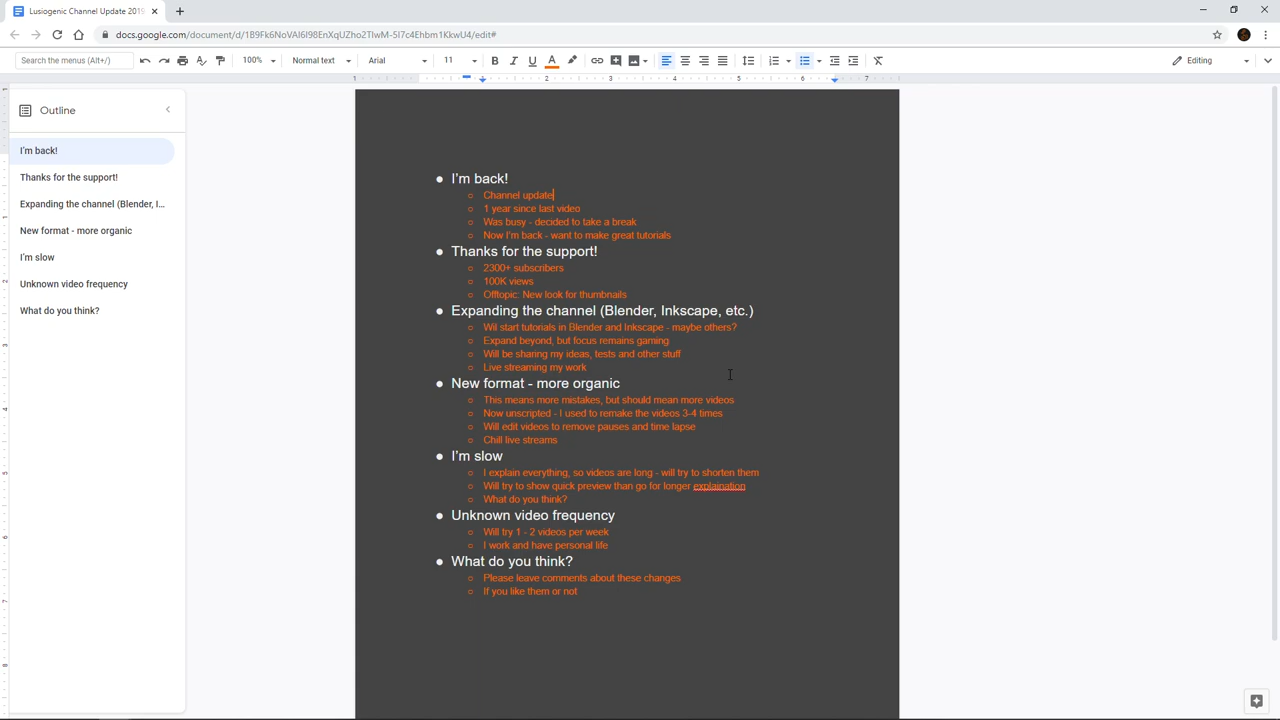 Lusiogenic Channel Update 2019
docs.google.com/document/d/189Fk6NoVAI6I98EnXqUZho2TIwM-5I7c4Ehbm1KkwU4/edit#
Search the menus (Alt+/)
100%
Normal text
Arial
11
Editing
1 1 2 3 4 5 6 7
Outline
I'm back!
Thanks for the support!
Expanding the channel (Blender, I...
New format - more organic
I'm slow
Unknown video frequency
What do you think?
● I'm back!
○ Channel update
○ 1 year since last video
○ Was busy - decided to take a break
○ Now I'm back - want to make great tutorials
● Thanks for the support!
○ 2300+ subscribers
○ 100K views
○ Offtopic: New look for thumbnails
● Expanding the channel (Blender, Inkscape, etc.)
○ Wil start tutorials in Blender and Inkscape - maybe others?
○ Expand beyond, but focus remains gaming
○ Will be sharing my ideas, tests and other stuff
○ Live streaming my work
● New format - more organic
○ This means more mistakes, but should mean more videos
○ Now unscripted - I used to remake the videos 3-4 times
○ Will edit videos to remove pauses and time lapse
○ Chill live streams
● I'm slow
○ I explain everything, so videos are long - will try to shorten them
○ Will try to show quick preview than go for longer explaination
○ What do you think?
● Unknown video frequency
○ Will try 1 - 2 videos per week
○ I work and have personal life
● What do you think?
○ Please leave comments about these changes
○ If you like them or not